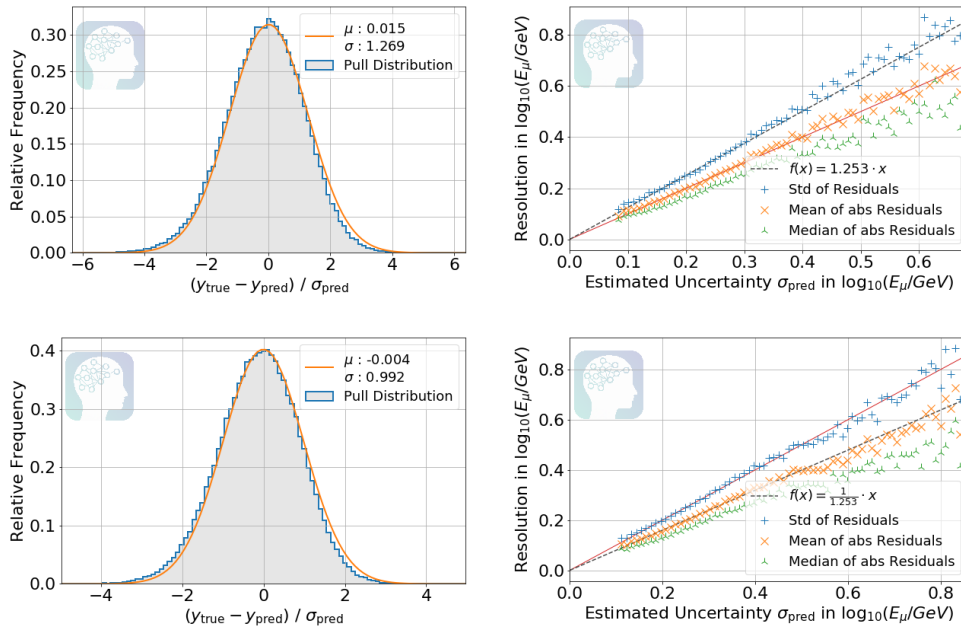 0.30
0.25
0.20
0.15
0.10
0.05
0.00
Relative Frequency
μ : 0.015
σ : 1.269
Pull Distribution
−6 −4 −2 0 2 4 6
(y_true − y_pred) / σ_pred
0.8
0.6
0.4
0.2
0.0
Resolution in log₁₀(E_μ/GeV)
f(x) = 1.253 · x
Std of Residuals
Mean of abs Residuals
Median of abs Residuals
0.0 0.1 0.2 0.3 0.4 0.5 0.6
Estimated Uncertainty σ_pred in log₁₀(E_μ/GeV)
0.4
0.3
0.2
0.1
0.0
Relative Frequency
μ : -0.004
σ : 0.992
Pull Distribution
−4 −2 0 2 4
(y_true − y_pred) / σ_pred
0.8
0.6
0.4
0.2
0.0
Resolution in log₁₀(E_μ/GeV)
f(x) = 1/1.253 · x
Std of Residuals
Mean of abs Residuals
Median of abs Residuals
0.0 0.2 0.4 0.6 0.8
Estimated Uncertainty σ_pred in log₁₀(E_μ/GeV)